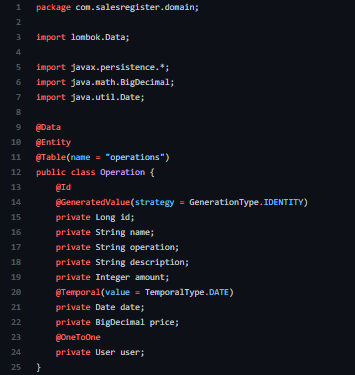 1 package com.salesregister.domain;
2
3 import lombok.Data;
4
5 import javax.persistence.*;
6 import java.math.BigDecimal;
7 import java.util.Date;
8
9 @Data
10 @Entity
11 @Table(name = "operations")
12 public class Operation {
13     @Id
14     @GeneratedValue(strategy = GenerationType.IDENTITY)
15     private Long id;
16     private String name;
17     private String operation;
18     private String description;
19     private Integer amount;
20     @Temporal(value = TemporalType.DATE)
21     private Date date;
22     private BigDecimal price;
23     @OneToOne
24     private User user;
25 }